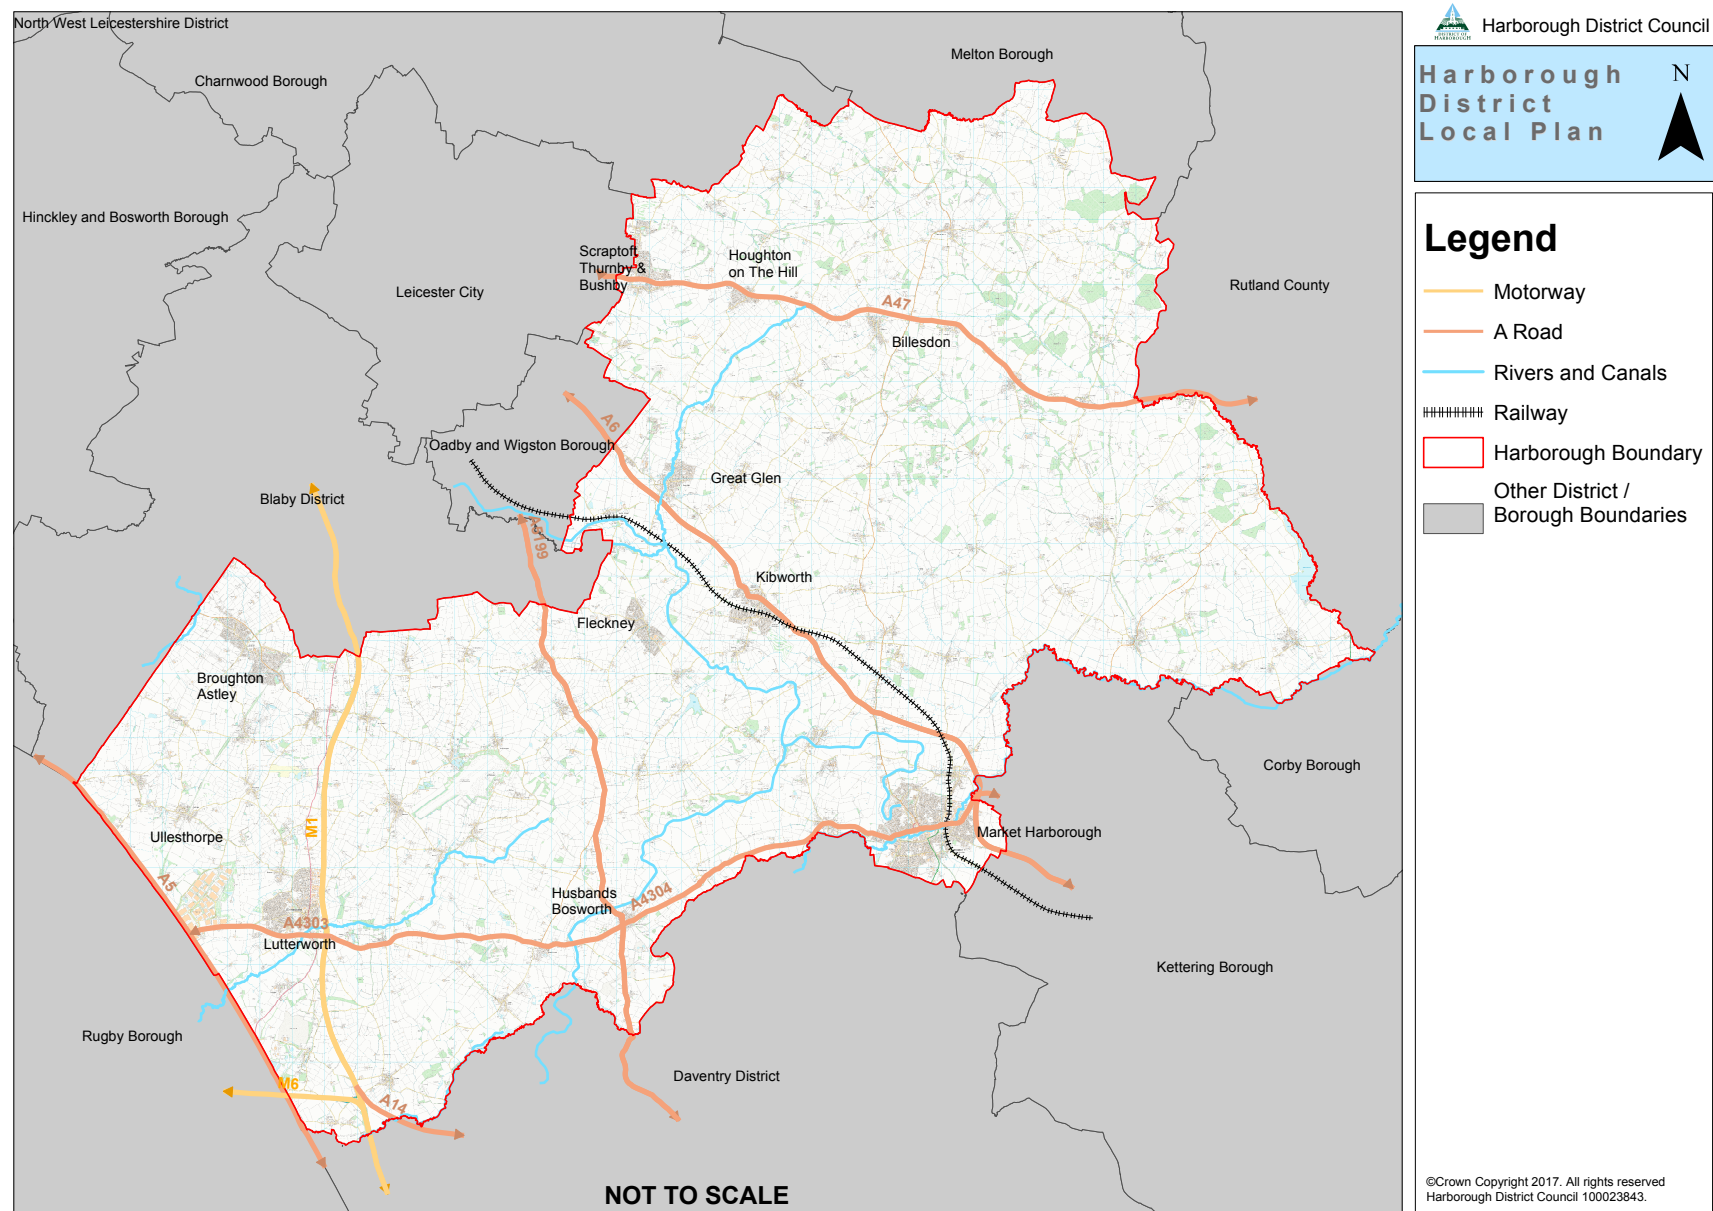 North West Leicestershire District
Charnwood Borough
Melton Borough
Hinckley and Bosworth Borough
Leicester City
Scraptoft
Thurnby &
Bushby
Houghton
on The Hill
A47
Billesdon
Rutland County
A6
Oadby and Wigston Borough
Great Glen
Blaby District
A5199
Kibworth
Fleckney
Broughton
Astley
Corby Borough
Ullesthorpe
M1
Market Harborough
A5
Husbands
Bosworth
A4304
A4303
Lutterworth
Kettering Borough
Rugby Borough
M6
A14
Daventry District
NOT TO SCALE
DISTRICT OF
HARBOROUGH
Harborough District Council
Harborough
District
Local Plan
N
Legend
Motorway
A Road
Rivers and Canals
Railway
Harborough Boundary
Other District /
Borough Boundaries
©Crown Copyright 2017. All rights reserved
Harborough District Council 100023843.